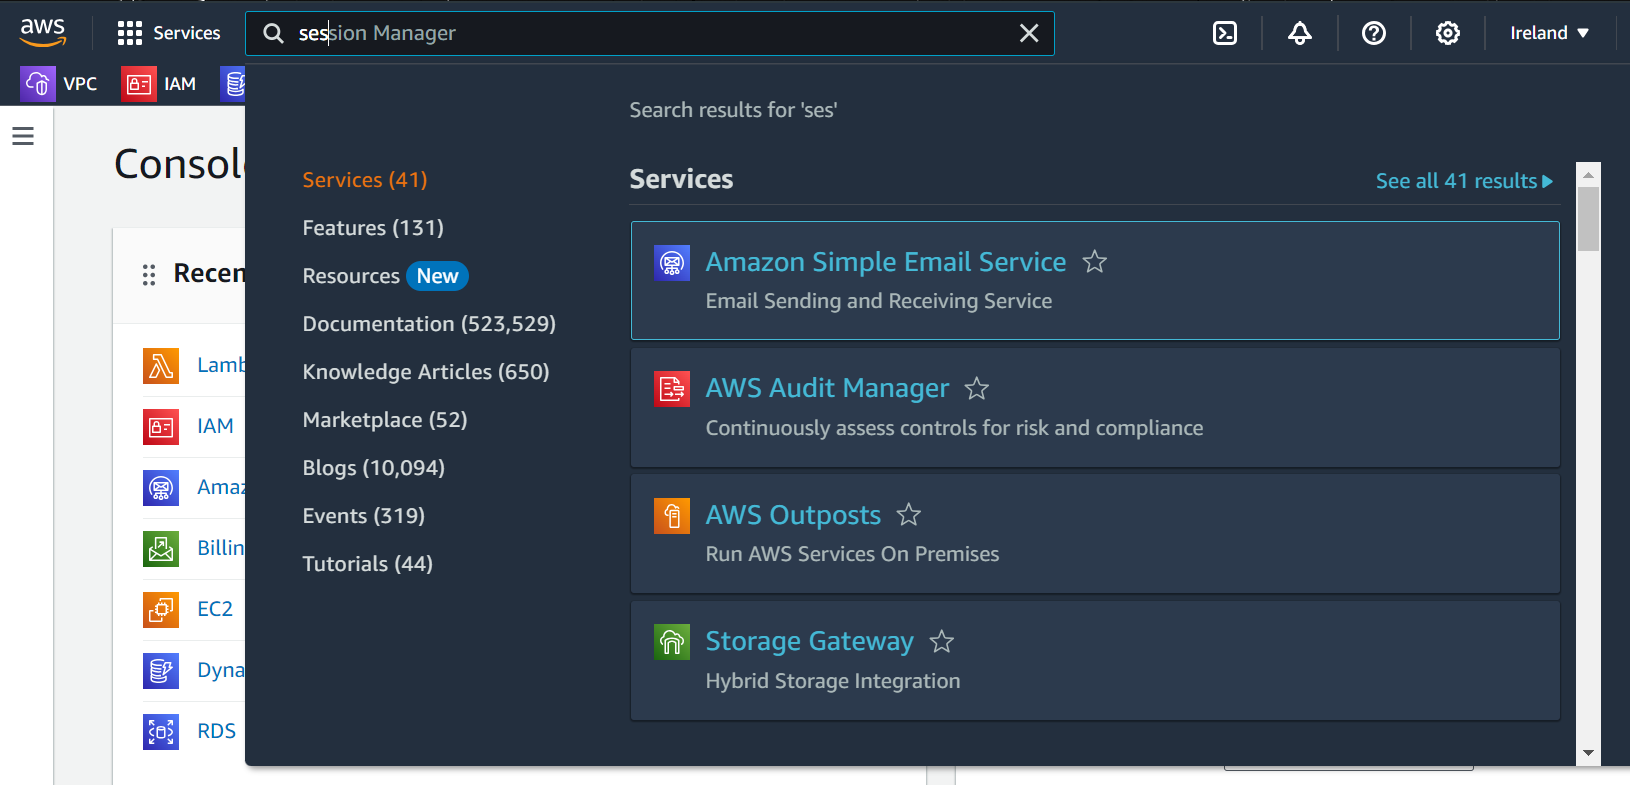 aws
Services
session Manager
Ireland
VPC
IAM
Search results for 'ses'
Consol
Services (41)
Features (131)
Resources New
Documentation (523,529)
Knowledge Articles (650)
Marketplace (52)
Blogs (10,094)
Events (319)
Tutorials (44)
Services
See all 41 results
Amazon Simple Email Service
Email Sending and Receiving Service
AWS Audit Manager
Continuously assess controls for risk and compliance
AWS Outposts
Run AWS Services On Premises
Storage Gateway
Hybrid Storage Integration
Recen
Lamb
IAM
Amaz
Billin
EC2
Dyna
RDS